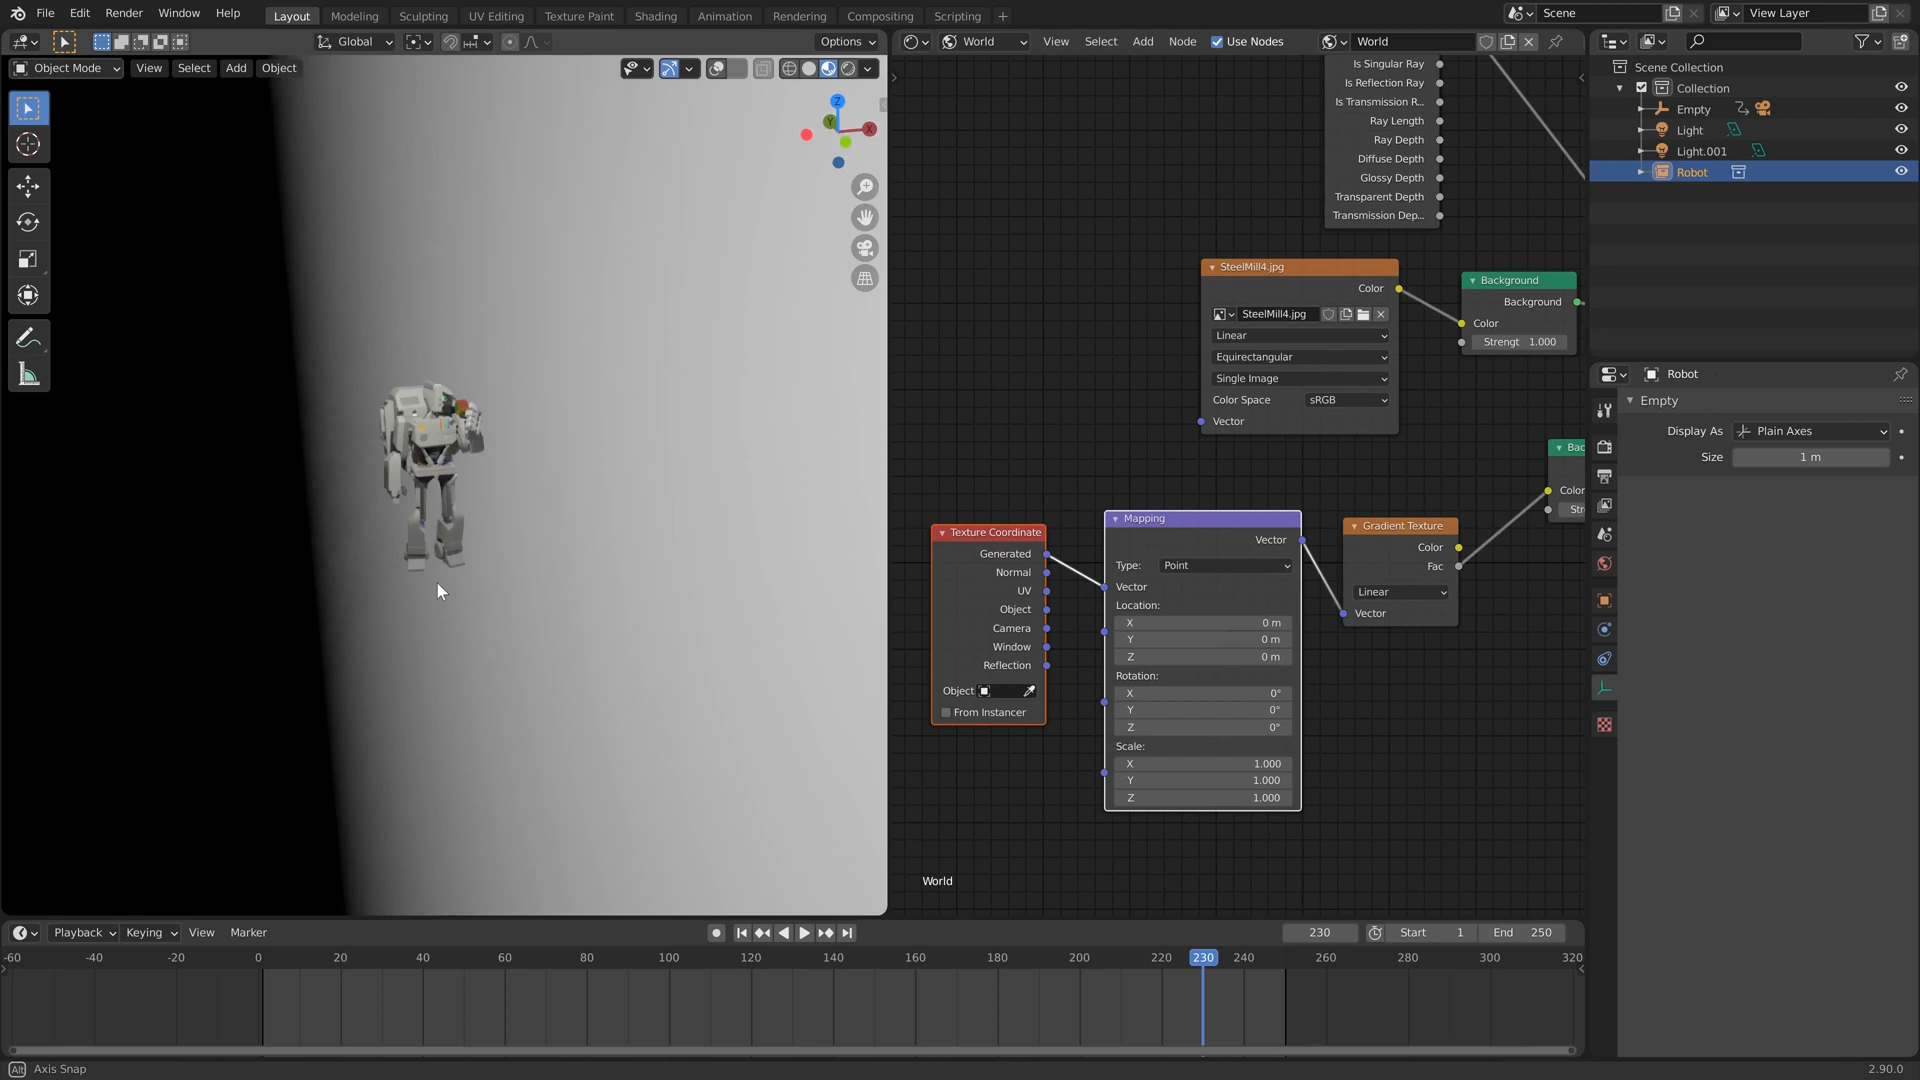 File Edit Render Window Help Layout Modeling Sculpting UV Editing Texture Paint Shading Animation Rendering Compositing Scripting + Scene View Layer
Global Options World View Select Add Node Use Nodes World
Object Mode View Select Add Object
Z
Y
X
Is Singular Ray
Is Reflection Ray
Is Transmission R...
Ray Length
Ray Depth
Diffuse Depth
Glossy Depth
Transparent Depth
Transmission Dep...
SteelMill4.jpg
Color
SteelMill4.jpg
Linear
Equirectangular
Single Image
Color Space sRGB
Vector
Background
Background
Color
Strengt 1.000
Bac
Color
Str
Texture Coordinate
Generated
Normal
UV
Object
Camera
Window
Reflection
Object
From Instancer
Mapping
Vector
Type: Point
Vector
Location:
X 0 m
Y 0 m
Z 0 m
Rotation:
X 0°
Y 0°
Z 0°
Scale:
X 1.000
Y 1.000
Z 1.000
Gradient Texture
Color
Fac
Linear
Vector
World
Scene Collection
Collection
Empty
Light
Light.001
Robot
Robot
Empty
Display As Plain Axes
Size 1 m
Playback Keying View Marker 230 Start 1 End 250
-60 -40 -20 0 20 40 60 80 100 120 140 160 180 200 220 230 240 260 280 300 320
Alt Axis Snap 2.90.0